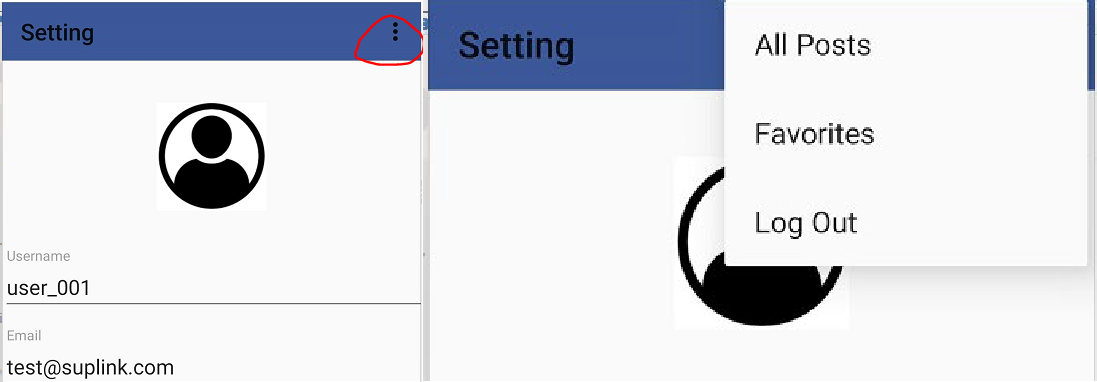 Setting
Username
user_001
Email
test@suplink.com
Setting
All Posts
Favorites
Log Out